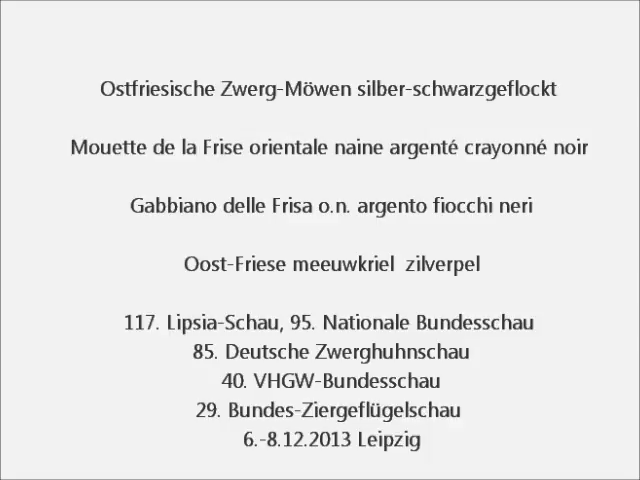 Ostfriesische Zwerg-Möwen silber-schwarzgeflockt
Mouette de la Frise orientale naine argenté crayonné noir
Gabbiano delle Frisa o.n. argento fiocchi neri
Oost-Friese meeuwkriel zilverpel
117. Lipsia-Schau, 95. Nationale Bundesschau
85. Deutsche Zwerghuhnschau
40. VHGW-Bundesschau
29. Bundes-Ziergeflügelschau
6.-8.12.2013 Leipzig